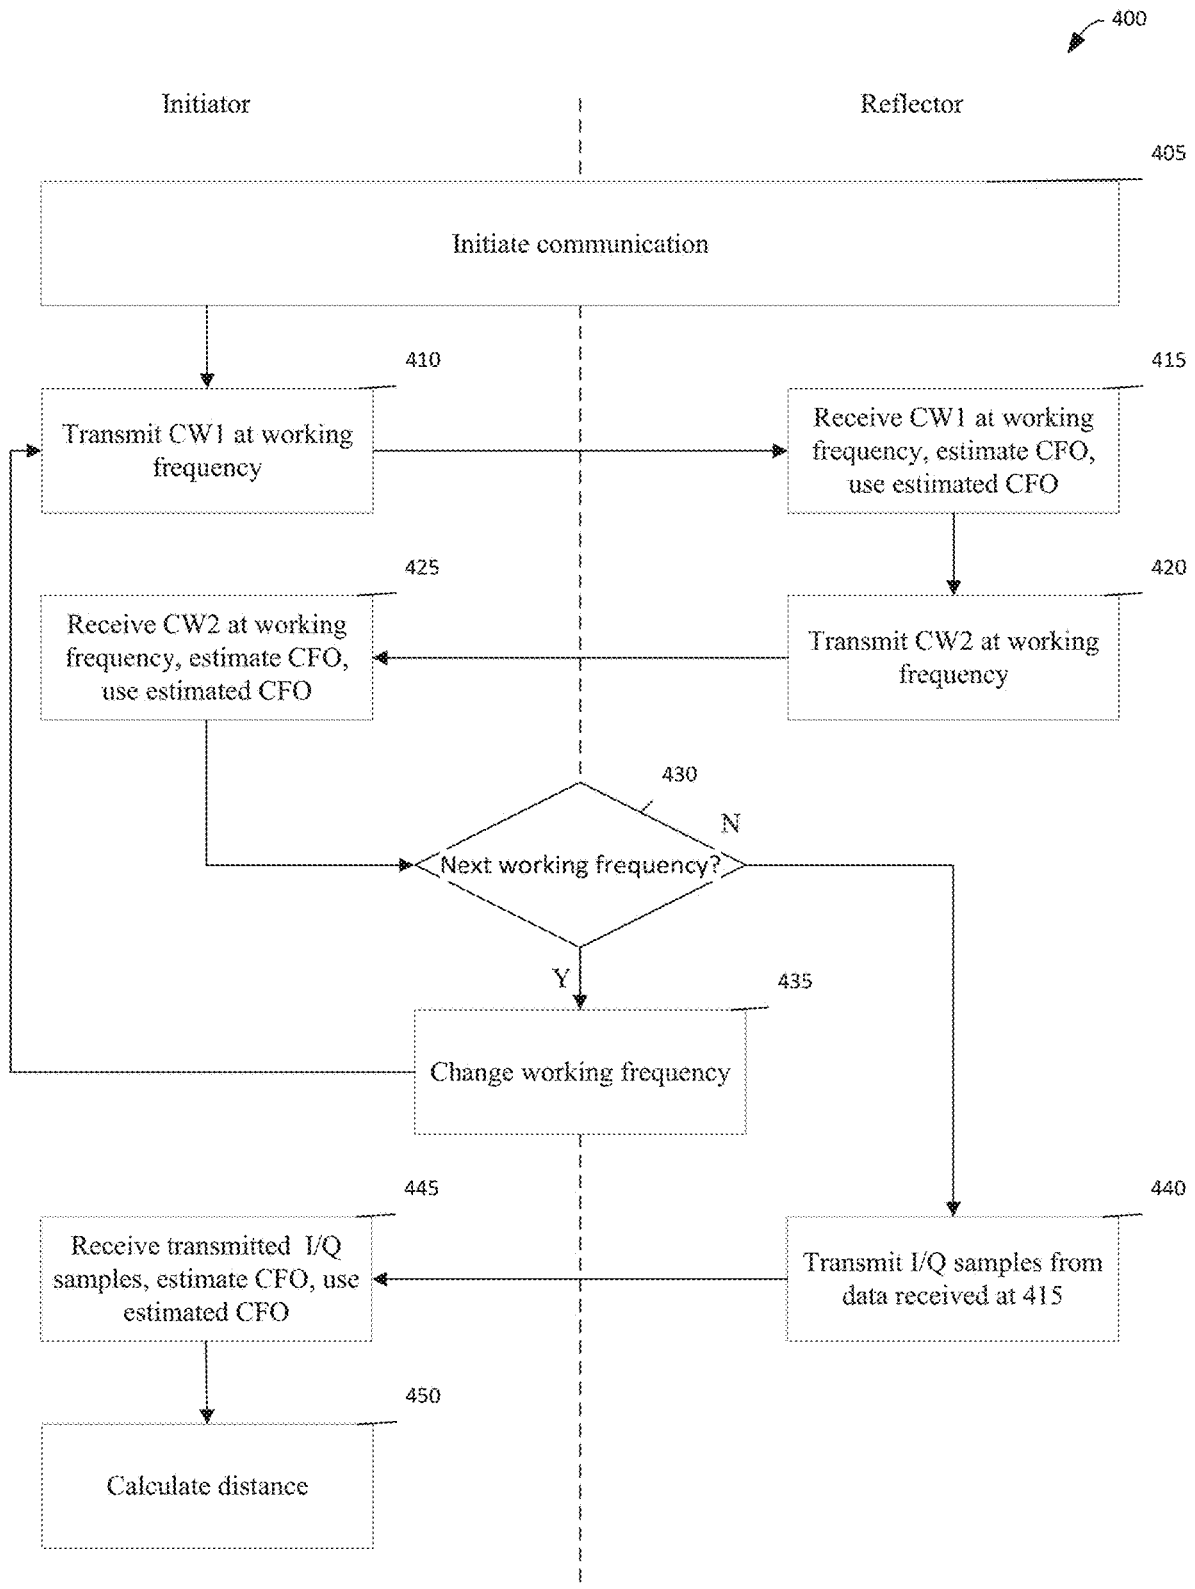 400
Initiator
Reflector
405
Initiate communication
410
415
Transmit CW1 at working
frequency
Receive CW1 at working
frequency, estimate CFO,
use estimated CFO
425
420
Receive CW2 at working
frequency, estimate CFO,
use estimated CFO
Transmit CW2 at working
frequency
430
N
Next working frequency?
Y
435
Change working frequency
445
440
Receive transmitted I/Q
samples, estimate CFO, use
estimated CFO
Transmit I/Q samples from
data received at 415
450
Calculate distance